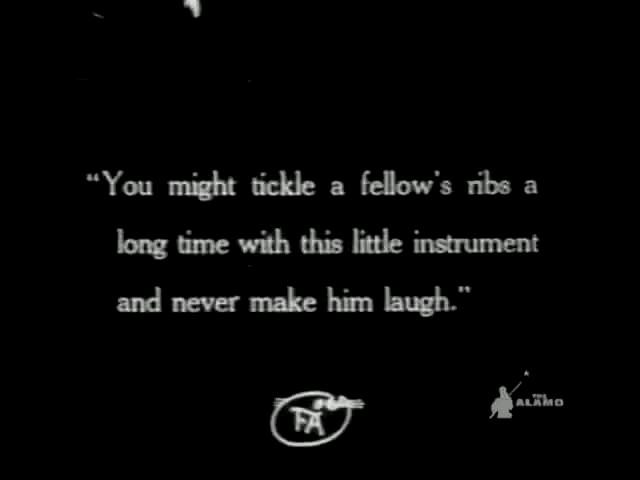 “You might tickle a fellow's ribs a
long time with this little instrument
and never make him laugh.”
FA
THE
ALAMO